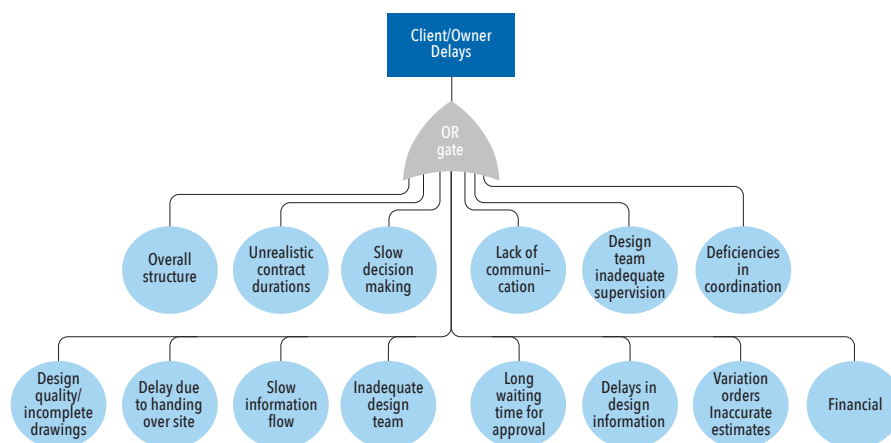 Client/Owner
Delays
OR
gate
Overall
structure
Unrealistic
contract
durations
Slow
decision
making
Lack of
communi–
cation
Design
team
inadequate
supervision
Deficiencies
in
coordination
Design
quality/
incomplete
drawings
Delay due
to handing
over site
Slow
information
flow
Inadequate
design
team
Long
waiting
time for
approval
Delays in
design
information
Variation
orders
Inaccurate
estimates
Financial